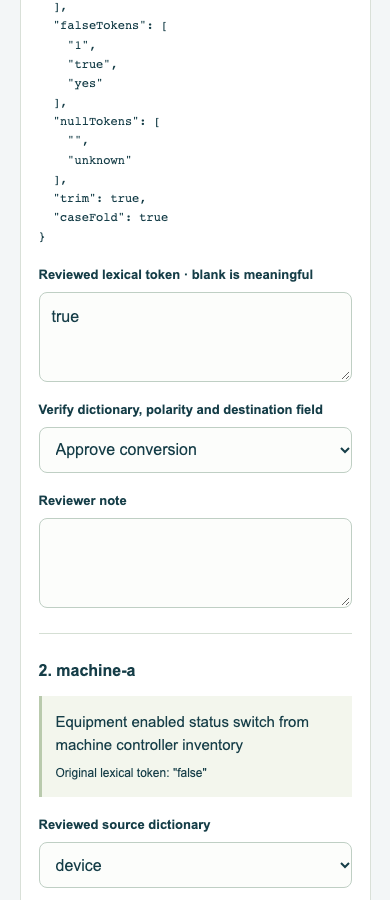 ],
"falseTokens": [
"1",
"true",
"yes"
],
"nullTokens": [
"",
"unknown"
],
"trim": true,
"caseFold": true
}
Reviewed lexical token · blank is meaningful
true
Verify dictionary, polarity and destination field
Approve conversion
Reviewer note
2. machine-a
Equipment enabled status switch from
machine controller inventory
Original lexical token: "false"
Reviewed source dictionary
device